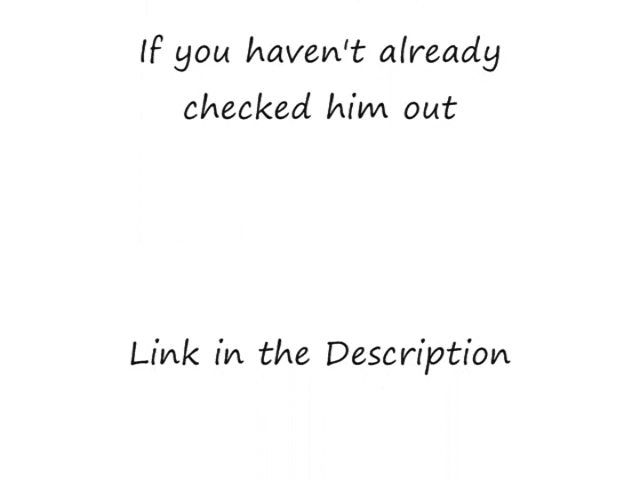 If you haven't already
checked him out
Link in the Description